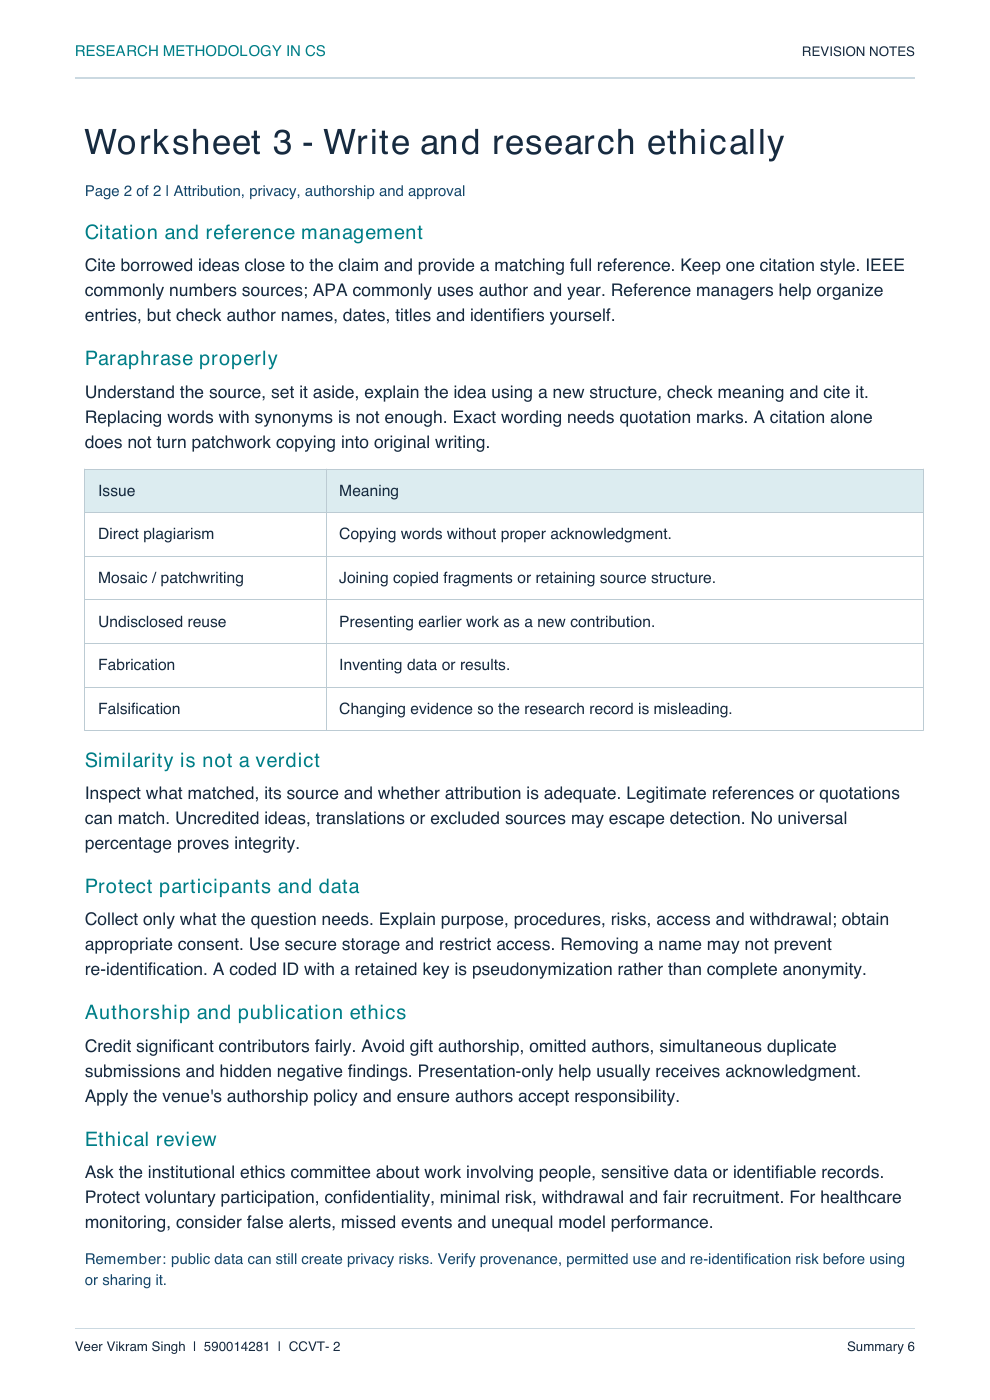 RESEARCH METHODOLOGY IN CS
REVISION NOTES
Worksheet 3 - Write and research ethically
Page 2 of 2 | Attribution, privacy, authorship and approval
Citation and reference management
Cite borrowed ideas close to the claim and provide a matching full reference. Keep one citation style. IEEE
commonly numbers sources; APA commonly uses author and year. Reference managers help organize
entries, but check author names, dates, titles and identifiers yourself.
Paraphrase properly
Understand the source, set it aside, explain the idea using a new structure, check meaning and cite it.
Replacing words with synonyms is not enough. Exact wording needs quotation marks. A citation alone
does not turn patchwork copying into original writing.
Issue Meaning
Direct plagiarism Copying words without proper acknowledgment.
Mosaic / patchwriting Joining copied fragments or retaining source structure.
Undisclosed reuse Presenting earlier work as a new contribution.
Fabrication Inventing data or results.
Falsification Changing evidence so the research record is misleading.
Similarity is not a verdict
Inspect what matched, its source and whether attribution is adequate. Legitimate references or quotations
can match. Uncredited ideas, translations or excluded sources may escape detection. No universal
percentage proves integrity.
Protect participants and data
Collect only what the question needs. Explain purpose, procedures, risks, access and withdrawal; obtain
appropriate consent. Use secure storage and restrict access. Removing a name may not prevent
re-identification. A coded ID with a retained key is pseudonymization rather than complete anonymity.
Authorship and publication ethics
Credit significant contributors fairly. Avoid gift authorship, omitted authors, simultaneous duplicate
submissions and hidden negative findings. Presentation-only help usually receives acknowledgment.
Apply the venue's authorship policy and ensure authors accept responsibility.
Ethical review
Ask the institutional ethics committee about work involving people, sensitive data or identifiable records.
Protect voluntary participation, confidentiality, minimal risk, withdrawal and fair recruitment. For healthcare
monitoring, consider false alerts, missed events and unequal model performance.
Remember: public data can still create privacy risks. Verify provenance, permitted use and re-identification risk before using
or sharing it.
Veer Vikram Singh | 590014281 | CCVT- 2
Summary 6